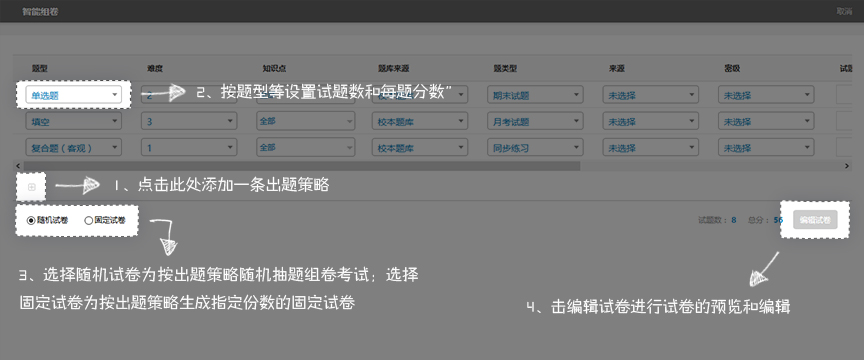 智能组卷 取消
题型 难度 知识点 题库来源 题类型 来源 密级 试题
单选题 2 期末试题 未选择 未选择
2、按题型等设置试题数和每题分数”
填空 3 全部 校本题库 月考试题 未选择 未选择
复合题（客观） 1 全部 校本题库 同步练习 未选择 未选择
1、点击此处添加一条出题策略
随机试卷 固定试卷 试题数： 8 总分： 56 编辑试卷
3、选择随机试卷为按出题策略随机抽题组卷考试；选择
固定试卷为按出题策略生成指定份数的固定试卷
4、击编辑试卷进行试卷的预览和编辑